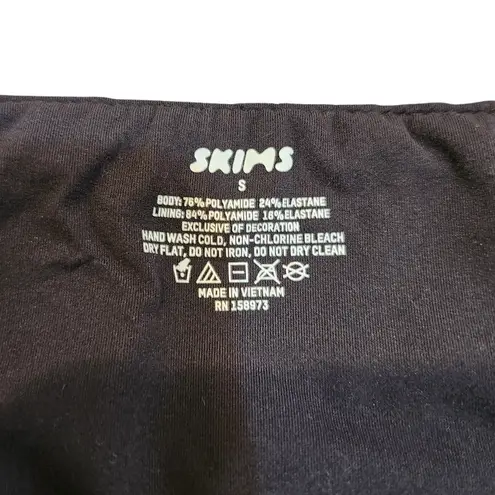 SKIMS
S
BODY: 76% POLYAMIDE 24% ELASTANE
LINING: 84% POLYAMIDE 16% ELASTANE
EXCLUSIVE OF DECORATION
HAND WASH COLD, NON-CHLORINE BLEACH
DRY FLAT, DO NOT IRON, DO NOT DRY CLEAN
MADE IN VIETNAM
RN 158973